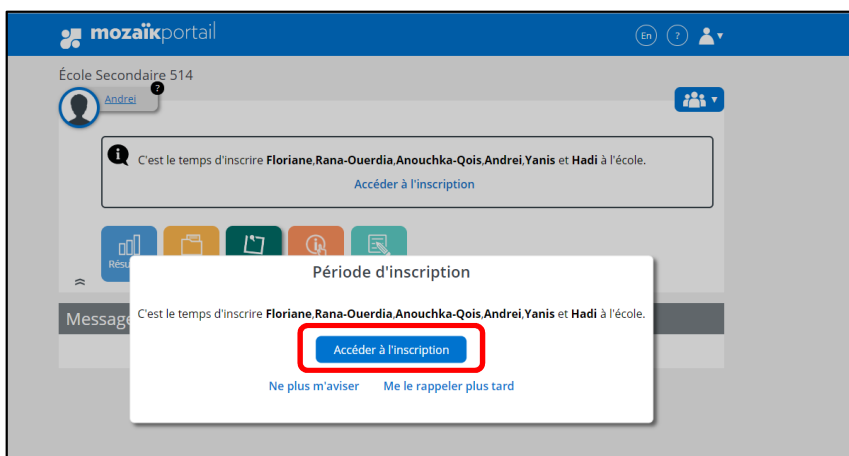 mozaïkportail
En ?
École Secondaire 514
Andrei ?
C'est le temps d'inscrire Floriane,Rana-Ouerdia,Anouchka-Qois,Andrei,Yanis et Hadi à l'école.
Accéder à l'inscription
Résu
Période d'inscription
Message
C'est le temps d'inscrire Floriane,Rana-Ouerdia,Anouchka-Qois,Andrei,Yanis et Hadi à l'école.
Accéder à l'inscription
Ne plus m'aviser Me le rappeler plus tard